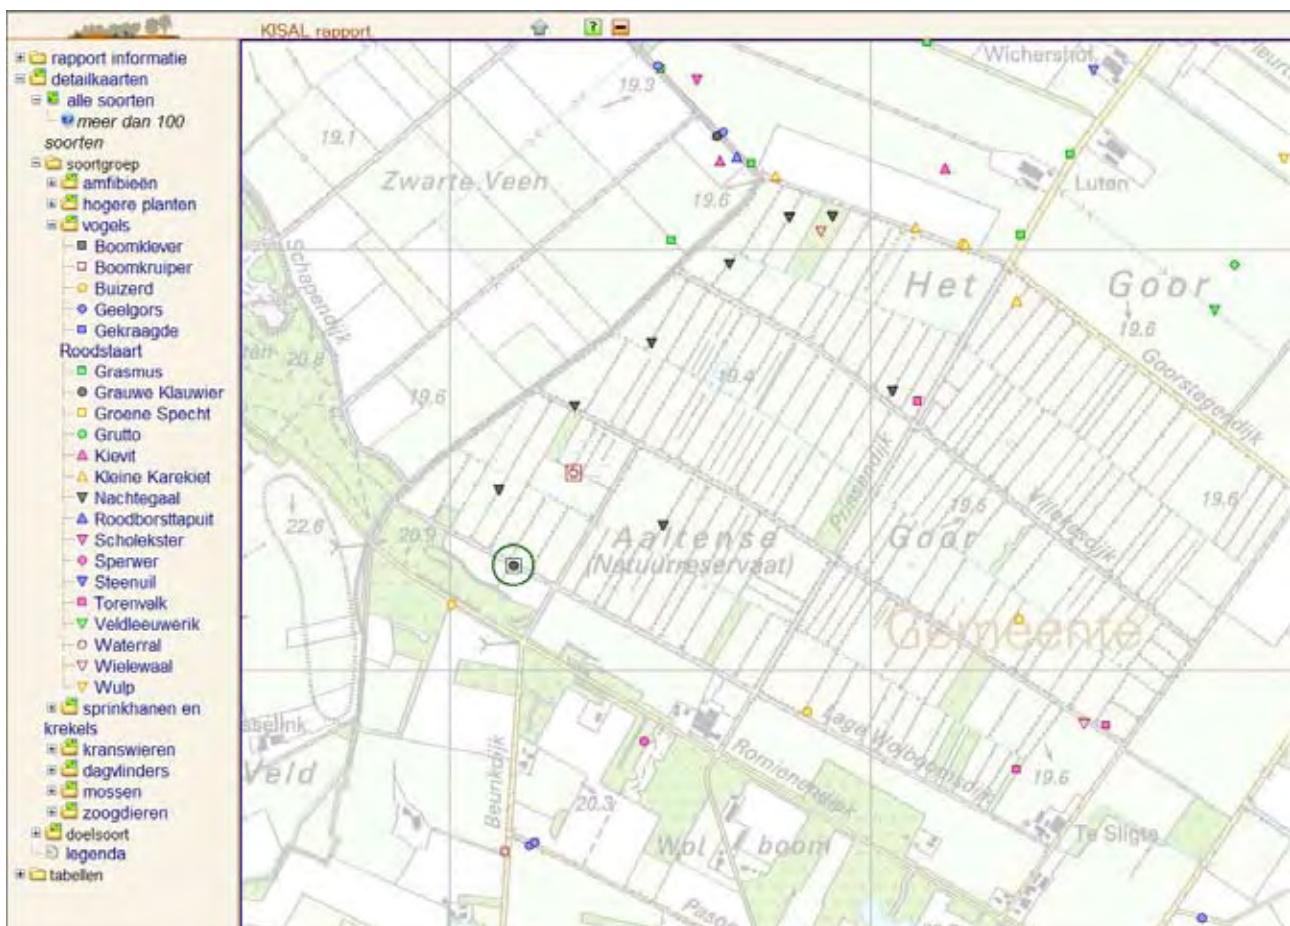 KISAL rapport
rapport informatie
detailkaarten
alle soorten
meer dan 100
soorten
soortgroep
amfibieën
hogere planten
vogels
Boomklever
Boomkruiper
Buizerd
Geelgors
Gekraagde
Roodstaart
Grasmus
Grauwe Klauwier
Groene Specht
Grutto
Kievit
Kleine Karekiet
Nachtegaal
Roodborsttapuit
Scholekster
Sperwer
Steenuil
Torenvalk
Veldleeuwerik
Waterral
Wielewaal
Wulp
sprinkhanen en
krekels
kranswieren
dagvlinders
mossen
zoogdieren
doelsoort
legenda
tabellen
Wichershof
19.3
19.1
Zwarte Veen
19.6
Luten
Schapendijk
Het Goor
19.6
20.8
19.4
19.6
Goorstegendijk
5
19.6
22.6
20.9
Aaltense Goor
19.6
(Natuurreservaat)
Gemeente
Lage Wolboomsdijk
Romienendiek
Veld
Beunkdijk
19.6
20.3
Wolboom
Te Sligte